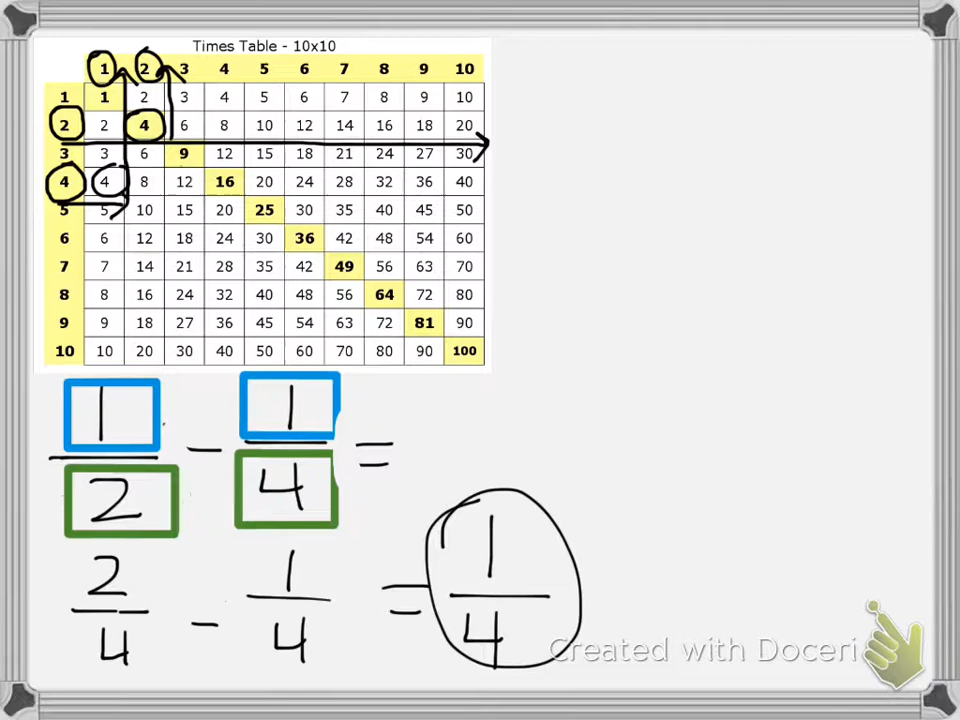 Times Table - 10x10
1 2 3 4 5 6 7 8 9 10
1 1 2 3 4 5 6 7 8 9 10
2 2 4 6 8 10 12 14 16 18 20
3 3 6 9 12 15 18 21 24 27 30
4 4 8 12 16 20 24 28 32 36 40
5 5 10 15 20 25 30 35 40 45 50
6 6 12 18 24 30 36 42 48 54 60
7 7 14 21 28 35 42 49 56 63 70
8 8 16 24 32 40 48 56 64 72 80
9 9 18 27 36 45 54 63 72 81 90
10 10 20 30 40 50 60 70 80 90 100
1/2 - 1/4 =
2/4 - 1/4 = 1/4
Created with Doceri